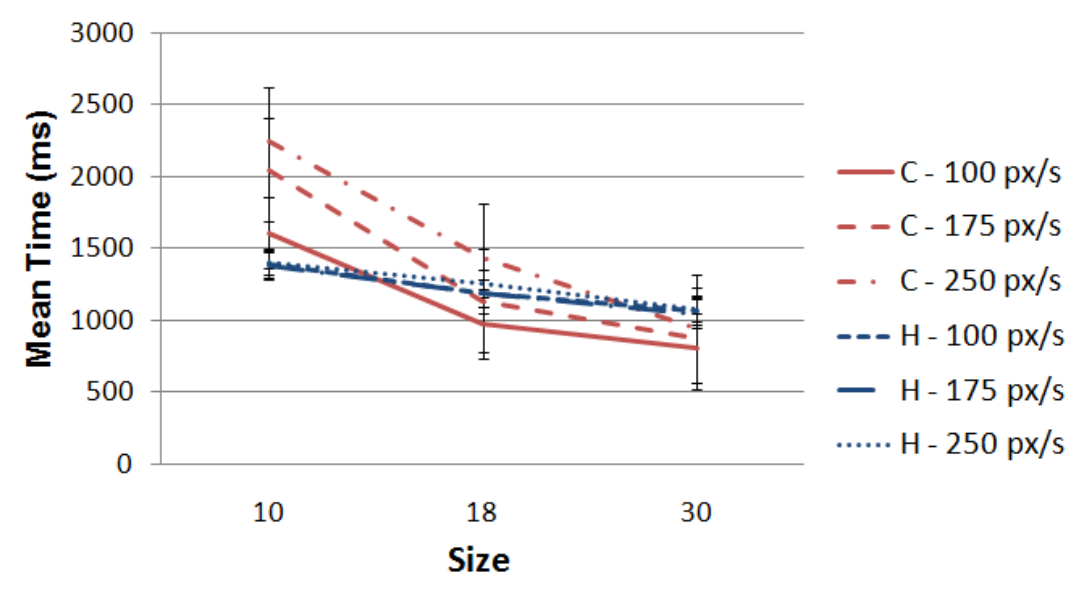 3000
2500
2000
1500
1000
500
0
Mean Time (ms)
10 18 30
Size
C - 100 px/s
C - 175 px/s
C - 250 px/s
H - 100 px/s
H - 175 px/s
H - 250 px/s